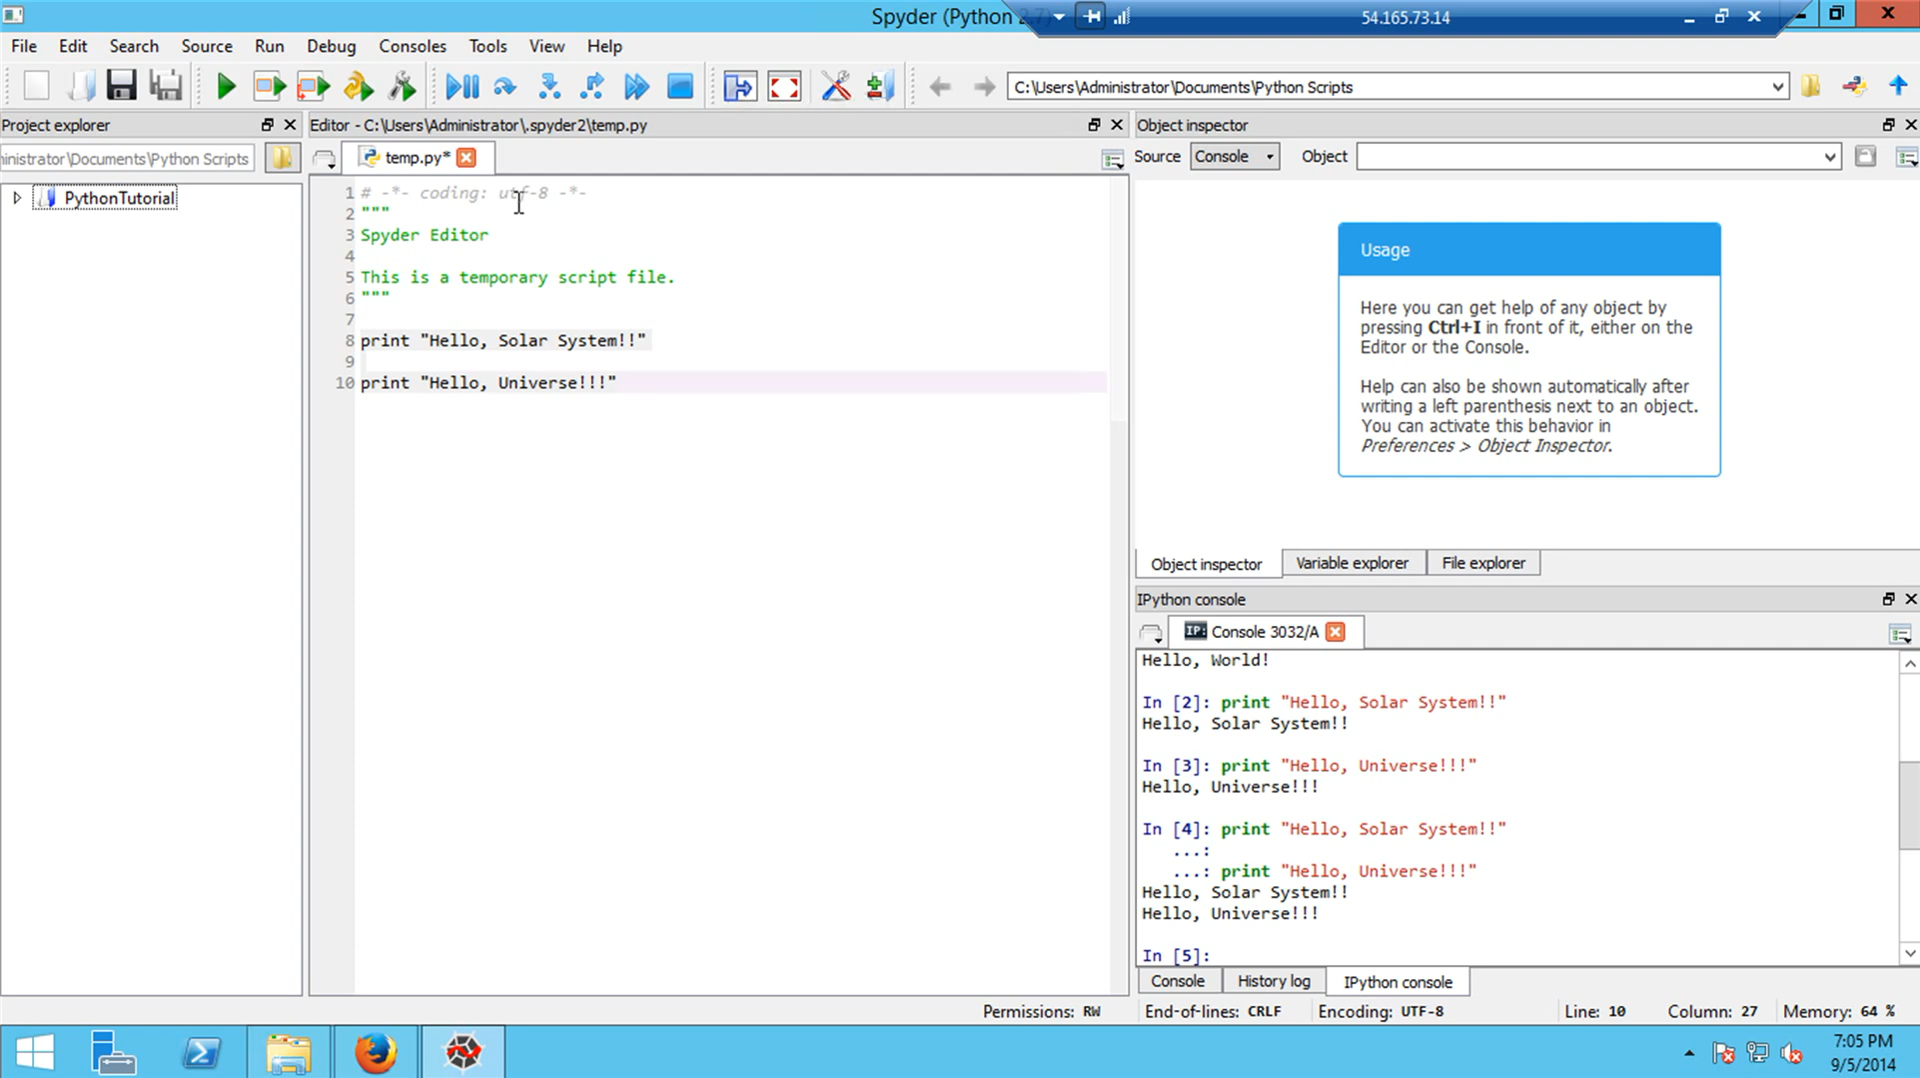 Spyder (Python 2.7)
54.165.73.14
File Edit Search Source Run Debug Consoles Tools View Help
C:\Users\Administrator\Documents\Python Scripts
Project explorer
inistrator\Documents\Python Scripts
PythonTutorial
Editor - C:\Users\Administrator\.spyder2\temp.py
temp.py*
1 # -*- coding: utf-8 -*-
2 """
3 Spyder Editor
4
5 This is a temporary script file.
6 """
7
8 print "Hello, Solar System!!"
9
10 print "Hello, Universe!!!"
Object inspector
Source Console Object
Usage
Here you can get help of any object by
pressing Ctrl+I in front of it, either on the
Editor or the Console.
Help can also be shown automatically after
writing a left parenthesis next to an object.
You can activate this behavior in
Preferences > Object Inspector.
Object inspector Variable explorer File explorer
IPython console
IP: Console 3032/A
Hello, World!
In [2]: print "Hello, Solar System!!"
Hello, Solar System!!
In [3]: print "Hello, Universe!!!"
Hello, Universe!!!
In [4]: print "Hello, Solar System!!"
...:
...: print "Hello, Universe!!!"
Hello, Solar System!!
Hello, Universe!!!
In [5]:
Console History log IPython console
Permissions: RW End-of-lines: CRLF Encoding: UTF-8 Line: 10 Column: 27 Memory: 64 %
7:05 PM
9/5/2014